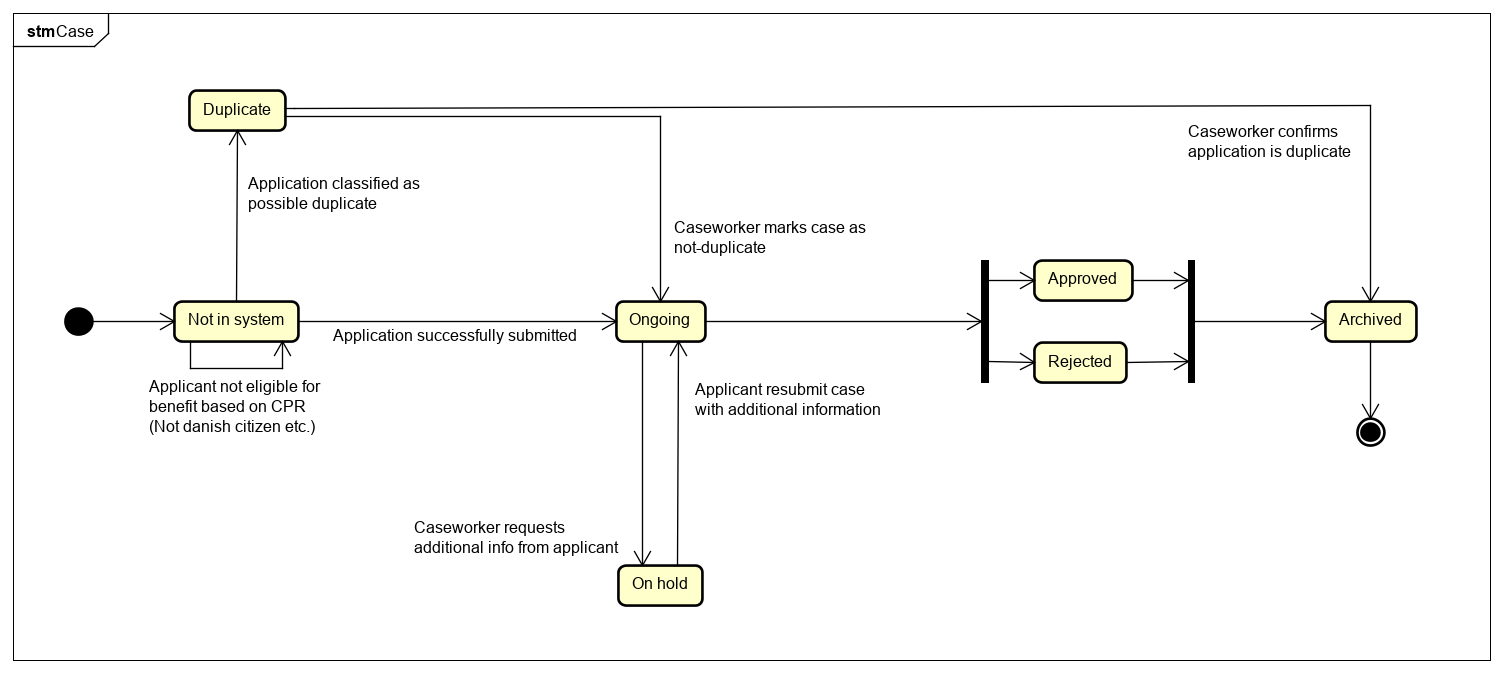 stmCase
Duplicate
Caseworker confirms
application is duplicate
Application classified as
possible duplicate
Caseworker marks case as
not-duplicate
Approved
Not in system
Ongoing
Archived
Application successfully submitted
Rejected
Applicant not eligible for
benefit based on CPR
(Not danish citizen etc.)
Applicant resubmit case
with additional information
Caseworker requests
additional info from applicant
On hold